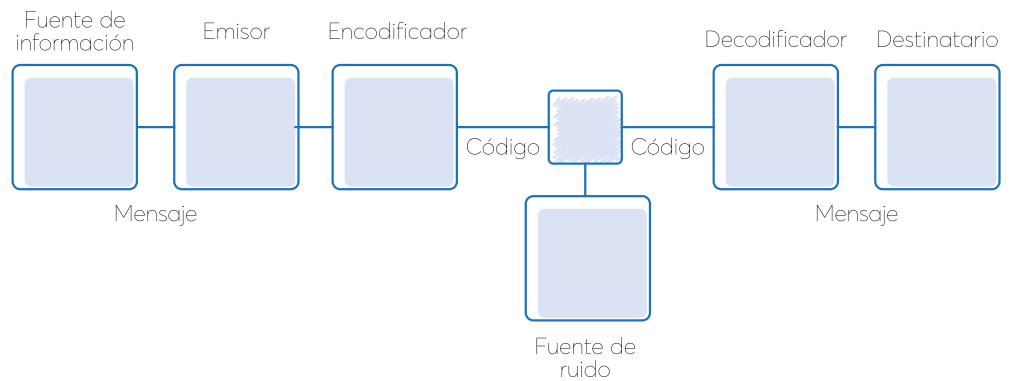 Fuente de
información
Emisor
Encodificador
Decodificador
Destinatario
Código
Código
Mensaje
Mensaje
Fuente de
ruido